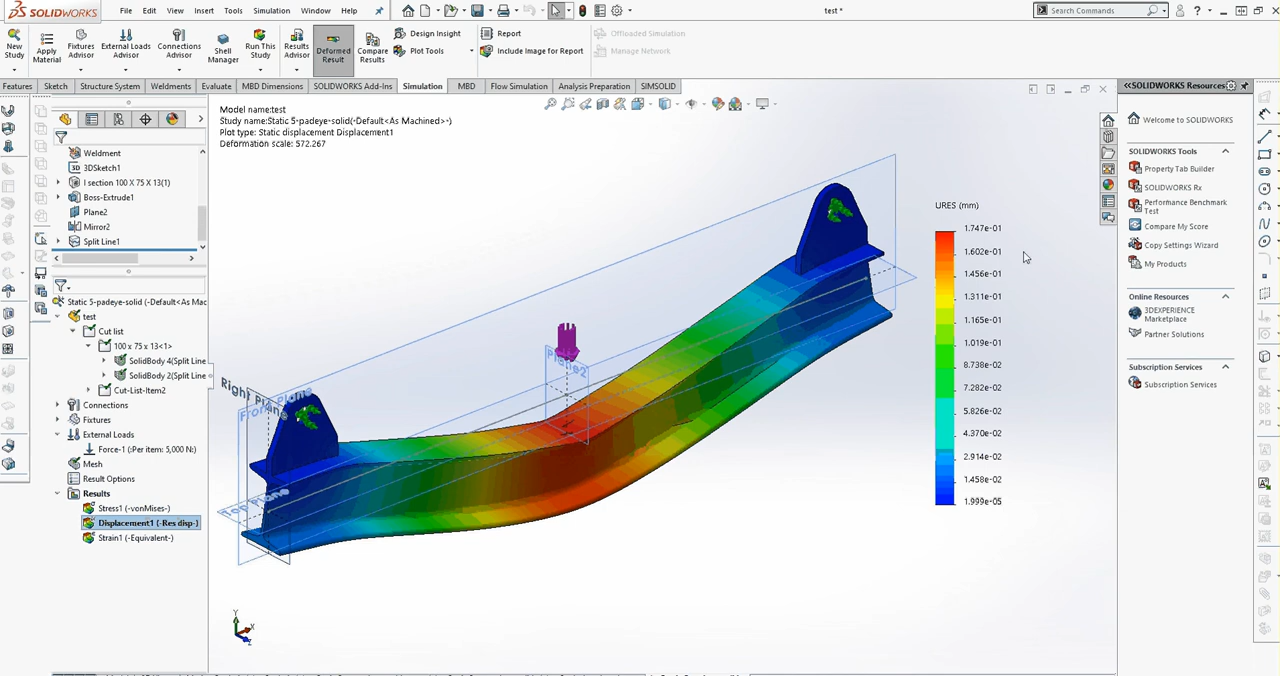 SOLIDWORKS
File Edit View Insert Tools Simulation Window Help
test *
Search Commands
New Study
Apply Material
Fixtures Advisor
External Loads Advisor
Connections Advisor
Shell Manager
Run This Study
Results Advisor
Deformed Result
Compare Results
Design Insight
Plot Tools
Report
Include Image for Report
Offloaded Simulation
Manage Network
Features Sketch Structure System Weldments Evaluate MBD Dimensions SOLIDWORKS Add-Ins Simulation MBD Flow Simulation Analysis Preparation SIMSOLID
Weldment
3DSketch1
I section 100 X 75 X 13(1)
Boss-Extrude1
Plane2
Mirror2
Split Line1
Static 5-padeye-solid (-Default<As Mac
test
Cut list
100 x 75 x 13<1>
SolidBody 4(Split Line
SolidBody 2(Split Line
Cut-List-Item2
Connections
Fixtures
External Loads
Force-1 (:Per item: 5,000 N:)
Mesh
Result Options
Results
Stress1 (-vonMises-)
Displacement1 (-Res disp-)
Strain1 (-Equivalent-)
Model name:test
Study name:Static 5-padeye-solid(-Default<As Machined>-)
Plot type: Static displacement Displacement1
Deformation scale: 572.267
Plane2
Right Plane
Front Plane
Top Plane
Y
X
Z
URES (mm)
1.747e-01
1.602e-01
1.456e-01
1.311e-01
1.165e-01
1.019e-01
8.738e-02
7.282e-02
5.826e-02
4.370e-02
2.914e-02
1.458e-02
1.999e-05
SOLIDWORKS Resources
Welcome to SOLIDWORKS
SOLIDWORKS Tools
Property Tab Builder
SOLIDWORKS Rx
Performance Benchmark
Test
Compare My Score
Copy Settings Wizard
My Products
Online Resources
3DEXPERIENCE
Marketplace
Partner Solutions
Subscription Services
Subscription Services